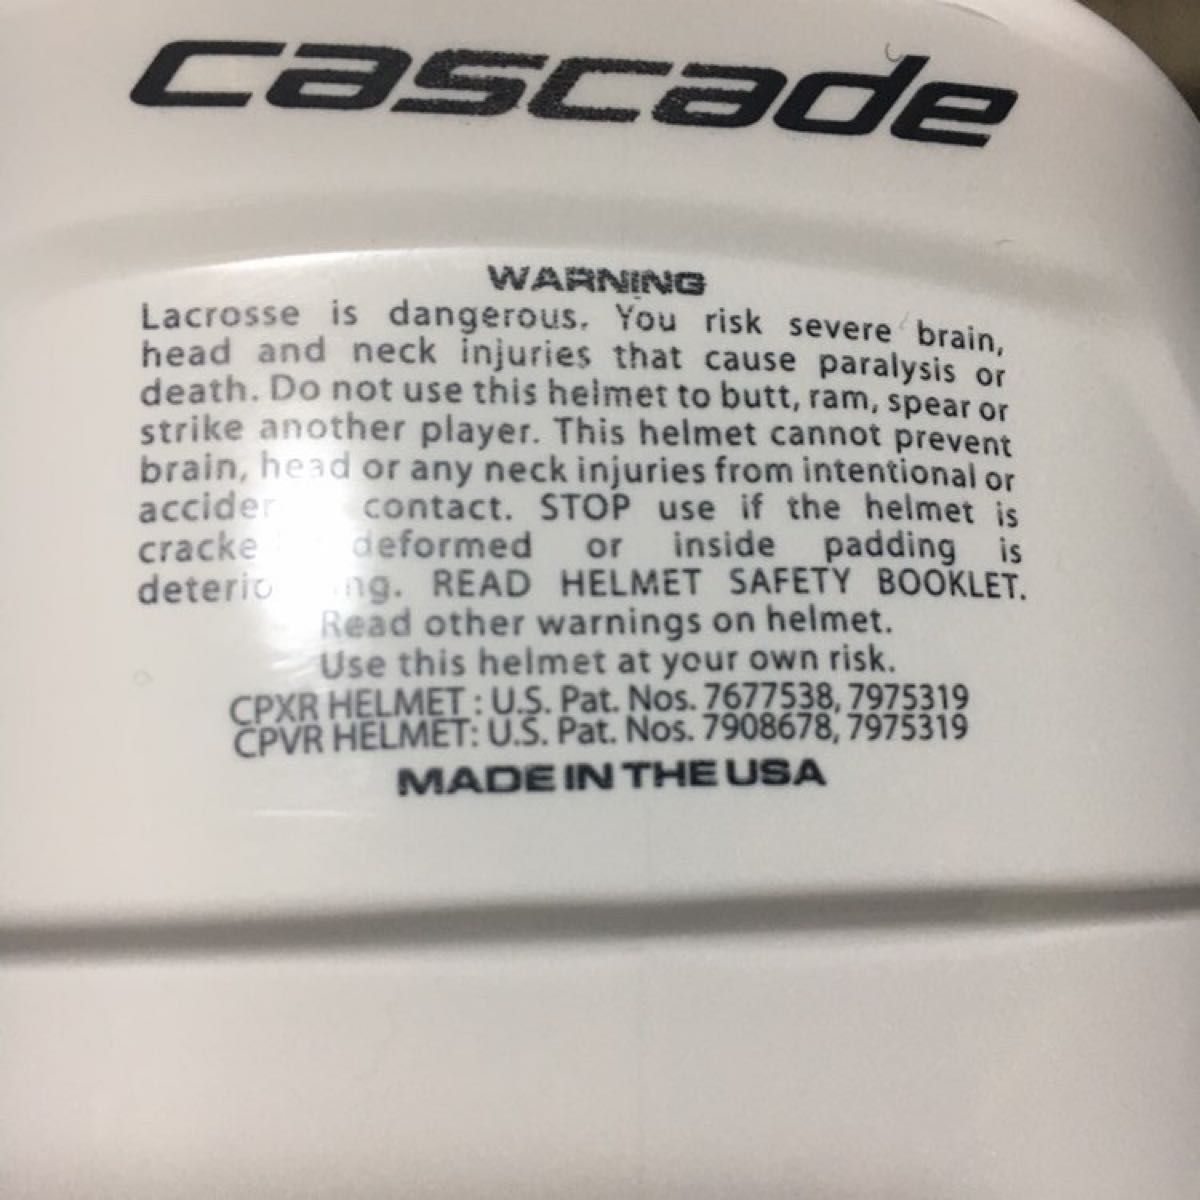 cascade
WARNING
Lacrosse is dangerous. You risk severe brain,
head and neck injuries that cause paralysis or
death. Do not use this helmet to butt, ram, spear or
strike another player. This helmet cannot prevent
brain, head or any neck injuries from intentional or
contact. STOP use if the helmet is
deformed or inside padding is
READ HELMET SAFETY BOOKLET.
Read other warnings on helmet.
Use this helmet at your own risk.
CPXR HELMET : U.S. Pat. Nos. 7677538, 7975319
CPVR HELMET: U.S. Pat. Nos. 7908678, 7975319
MADE IN THE USA